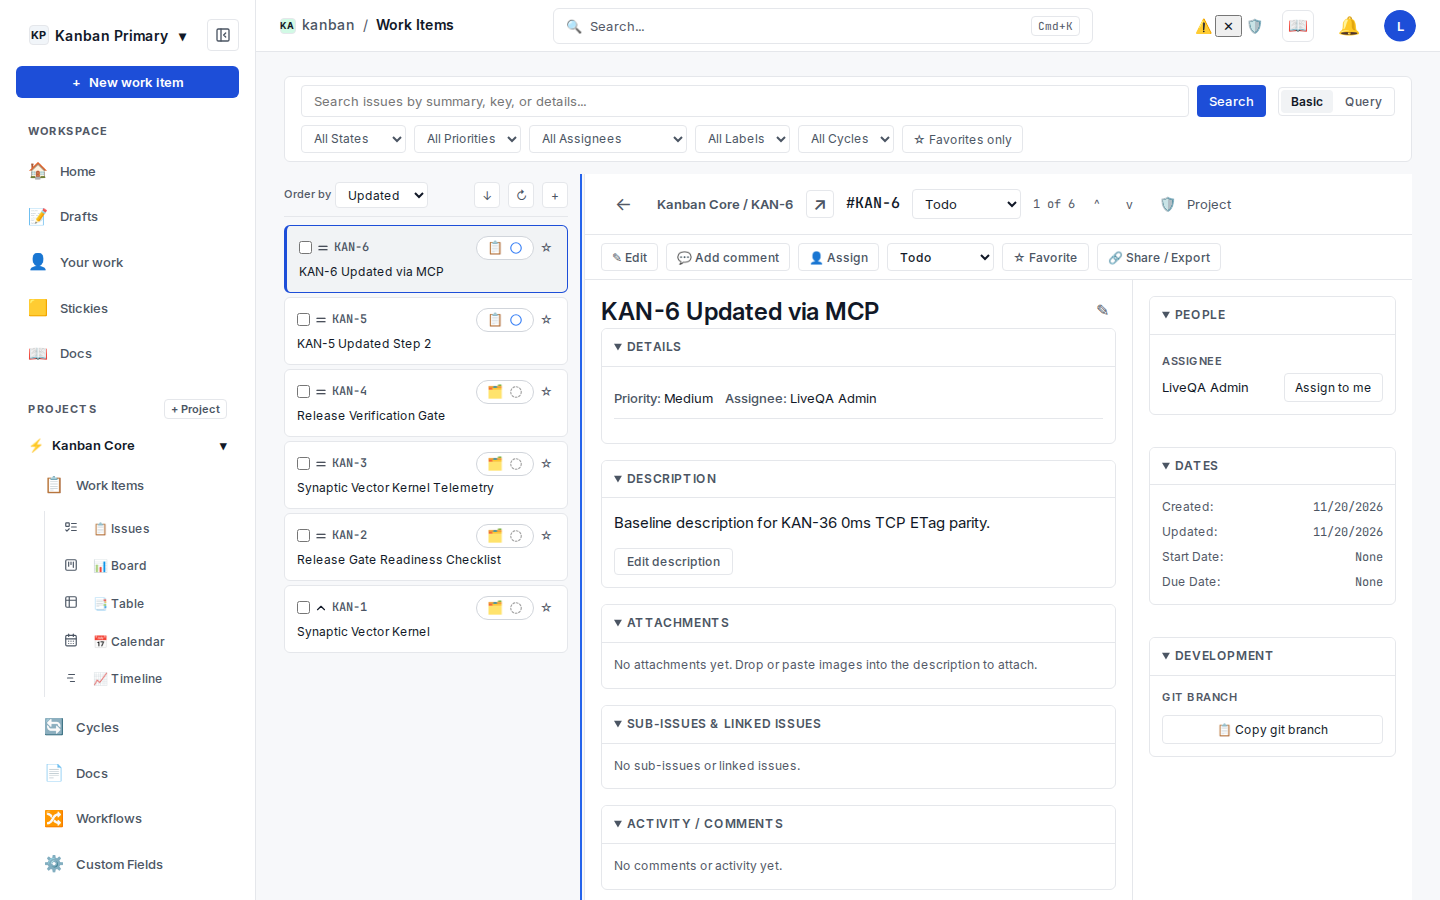 KP Kanban Primary ▾
+ New work item
WORKSPACE
Home
Drafts
Your work
Stickies
Docs
PROJECTS
+ Project
Kanban Core ▾
Work Items
Issues
Board
Table
Calendar
Timeline
Cycles
Docs
Workflows
Custom Fields
KA kanban / Work Items
Search...
Cmd+K
✕
L
Search issues by summary, key, or details...
Search
Basic
Query
All States
All Priorities
All Assignees
All Labels
All Cycles
☆ Favorites only
Order by Updated
KAN-6
KAN-6 Updated via MCP
KAN-5
KAN-5 Updated Step 2
KAN-4
Release Verification Gate
KAN-3
Synaptic Vector Kernel Telemetry
KAN-2
Release Gate Readiness Checklist
KAN-1
Synaptic Vector Kernel
Kanban Core / KAN-6
#KAN-6
Todo
1 of 6
^
v
Project
✎ Edit
Add comment
Assign
Todo
☆ Favorite
Share / Export
KAN-6 Updated via MCP
▼ DETAILS
Priority: Medium Assignee: LiveQA Admin
▼ DESCRIPTION
Baseline description for KAN-36 0ms TCP ETag parity.
Edit description
▼ ATTACHMENTS
No attachments yet. Drop or paste images into the description to attach.
▼ SUB-ISSUES & LINKED ISSUES
No sub-issues or linked issues.
▼ ACTIVITY / COMMENTS
No comments or activity yet.
▼ PEOPLE
ASSIGNEE
LiveQA Admin
Assign to me
▼ DATES
Created: 11/20/2026
Updated: 11/20/2026
Start Date: None
Due Date: None
▼ DEVELOPMENT
GIT BRANCH
Copy git branch